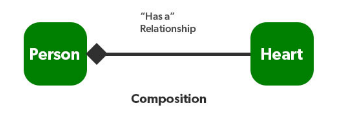 “Has a”
Relationship
Person
Heart
Composition